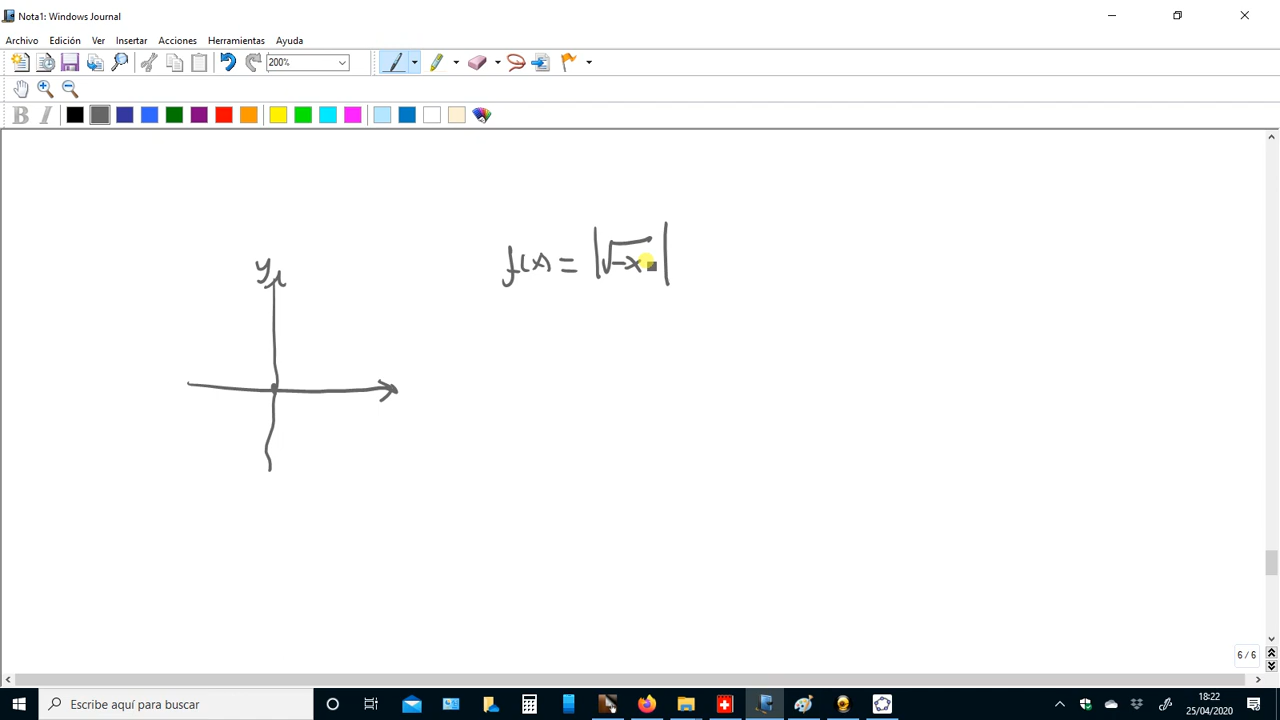 Nota1: Windows Journal
Archivo Edición Ver Insertar Acciones Herramientas Ayuda
200%
B I
f(x) = |√-x|
y
6 / 6
Escribe aquí para buscar
18:22
25/04/2020